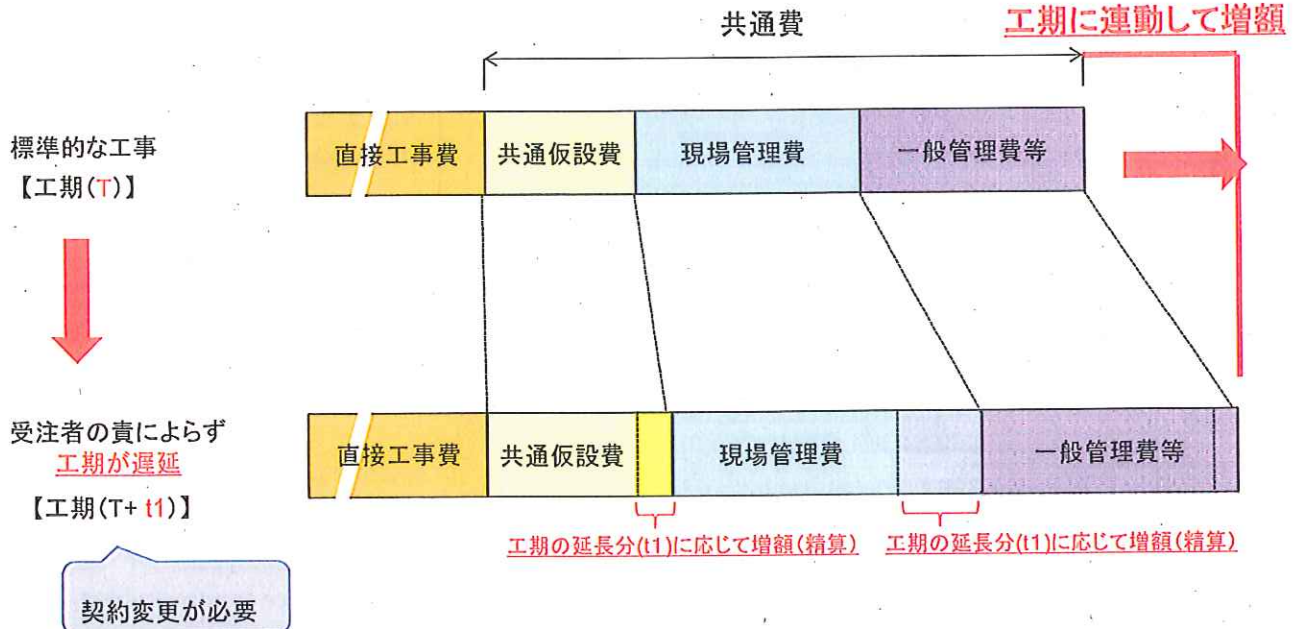 共通費
工期に連動して増額
標準的な工事
【工期(T)】
直接工事費
共通仮設費
現場管理費
一般管理費等
受注者の責によらず
工期が遅延
【工期(T+ t1)】
直接工事費
共通仮設費
現場管理費
一般管理費等
工期の延長分(t1)に応じて増額(精算)
工期の延長分(t1)に応じて増額(精算)
契約変更が必要